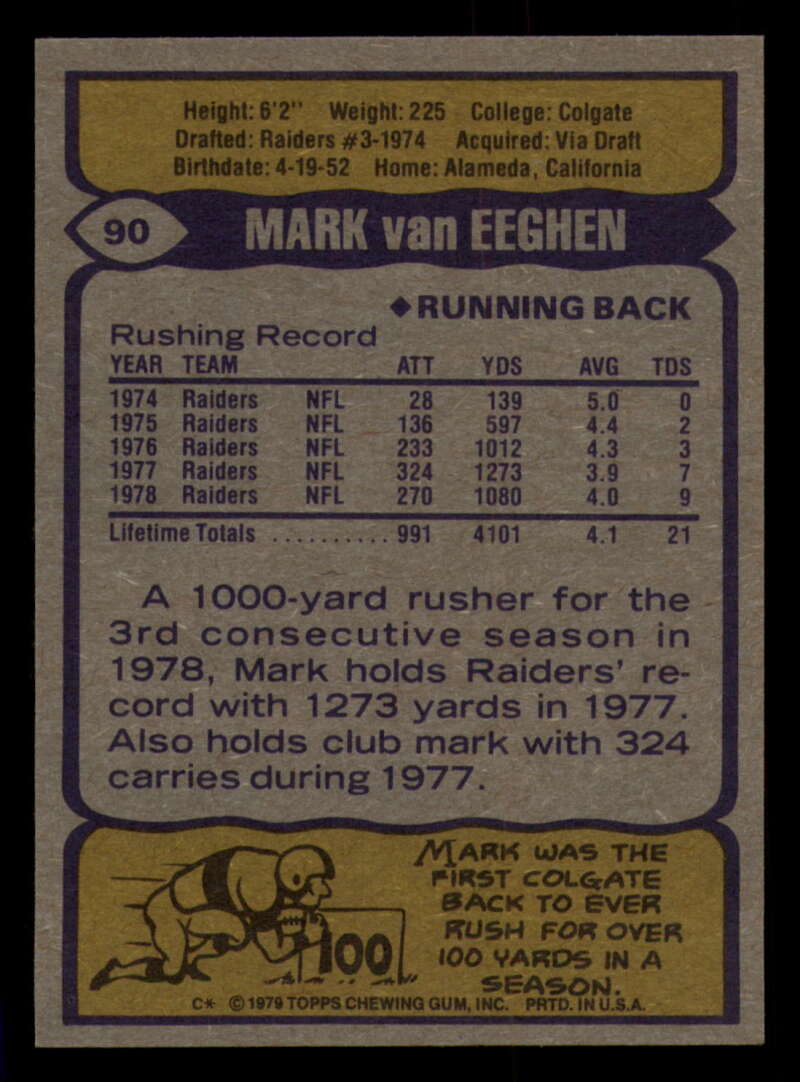 Height: 6'2" Weight: 225 College: Colgate
Drafted: Raiders #3-1974 Acquired: Via Draft
Birthdate: 4-19-52 Home: Alameda, California
90 MARK van EEGHEN
◆RUNNING BACK
Rushing Record
YEAR TEAM ATT YDS AVG TDS
1974 Raiders NFL 28 139 5.0 0
1975 Raiders NFL 136 597 4.4 2
1976 Raiders NFL 233 1012 4.3 3
1977 Raiders NFL 324 1273 3.9 7
1978 Raiders NFL 270 1080 4.0 9
Lifetime Totals .......... 991 4101 4.1 21
A 1000-yard rusher for the
3rd consecutive season in
1978, Mark holds Raiders' re-
cord with 1273 yards in 1977.
Also holds club mark with 324
carries during 1977.
100
MARK WAS THE
FIRST COLGATE
BACK TO EVER
RUSH FOR OVER
100 YARDS IN A
SEASON.
C* © 1979 TOPPS CHEWING GUM, INC. PRTD. IN U.S.A.